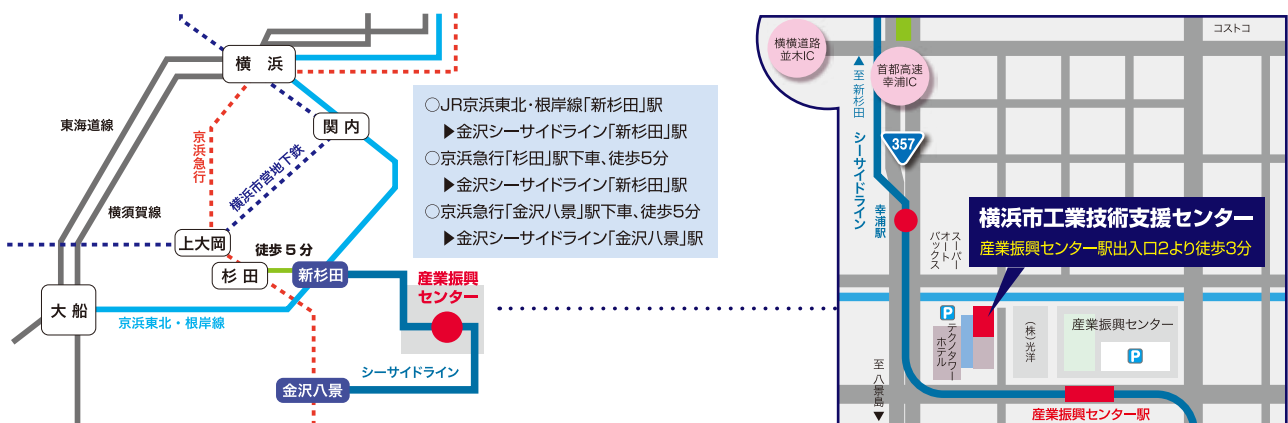 横浜
関内
東海道線
京浜急行
横浜市営地下鉄
横須賀線
上大岡
徒歩5分
杉田
新杉田
大船
京浜東北・根岸線
金沢八景
シーサイドライン
産業振興
センター
○JR京浜東北・根岸線「新杉田」駅
▶金沢シーサイドライン「新杉田」駅
○京浜急行「杉田」駅下車、徒歩5分
▶金沢シーサイドライン「新杉田」駅
○京浜急行「金沢八景」駅下車、徒歩5分
▶金沢シーサイドライン「金沢八景」駅
コストコ
横横道路
並木IC
首都高速
幸浦IC
▲至新杉田
シーサイドライン
357
幸浦駅
スーパー
オート
バックス
横浜市工業技術支援センター
産業振興センター駅出入口2より徒歩3分
P
テクノタワー
ホテル
(株)光洋
産業振興センター
P
至八景島▼
産業振興センター駅